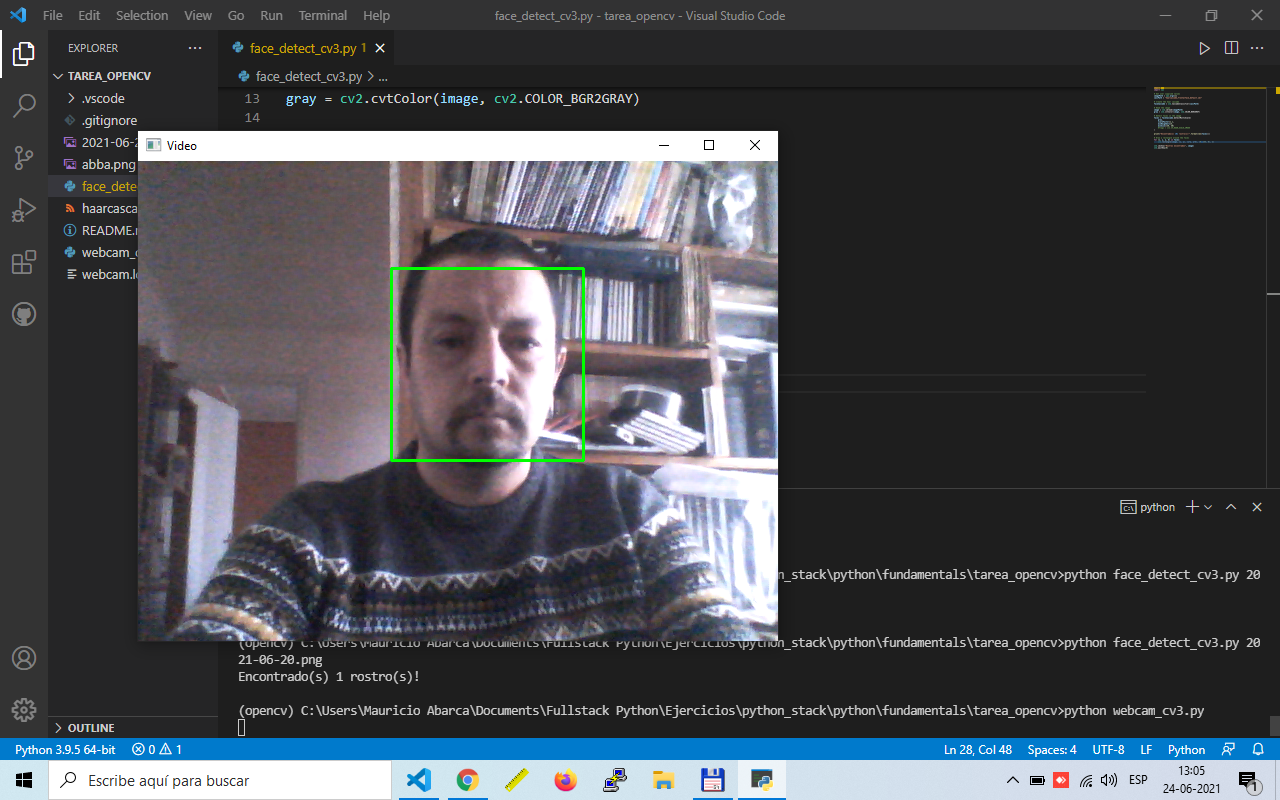 File Edit Selection View Go Run Terminal Help
face_detect_cv3.py - tarea_opencv - Visual Studio Code
EXPLORER
TAREA_OPENCV
.vscode
.gitignore
2021-06-2
abba.png
face_dete
haarcasca
README.
webcam_c
webcam.l
OUTLINE
face_detect_cv3.py 1
face_detect_cv3.py > ...
13 gray = cv2.cvtColor(image, cv2.COLOR_BGR2GRAY)
14
Video
python
n_stack\python\fundamentals\tarea_opencv>python face_detect_cv3.py 20
(opencv) C:\Users\Mauricio Abarca\Documents\Fullstack Python\Ejercicios\python_stack\python\fundamentals\tarea_opencv>python face_detect_cv3.py 20
21-06-20.png
Encontrado(s) 1 rostro(s)!
(opencv) C:\Users\Mauricio Abarca\Documents\Fullstack Python\Ejercicios\python_stack\python\fundamentals\tarea_opencv>python webcam_cv3.py
Python 3.9.5 64-bit 0 1 Ln 28, Col 48 Spaces: 4 UTF-8 LF Python
Escribe aquí para buscar
ESP
13:05
24-06-2021
1